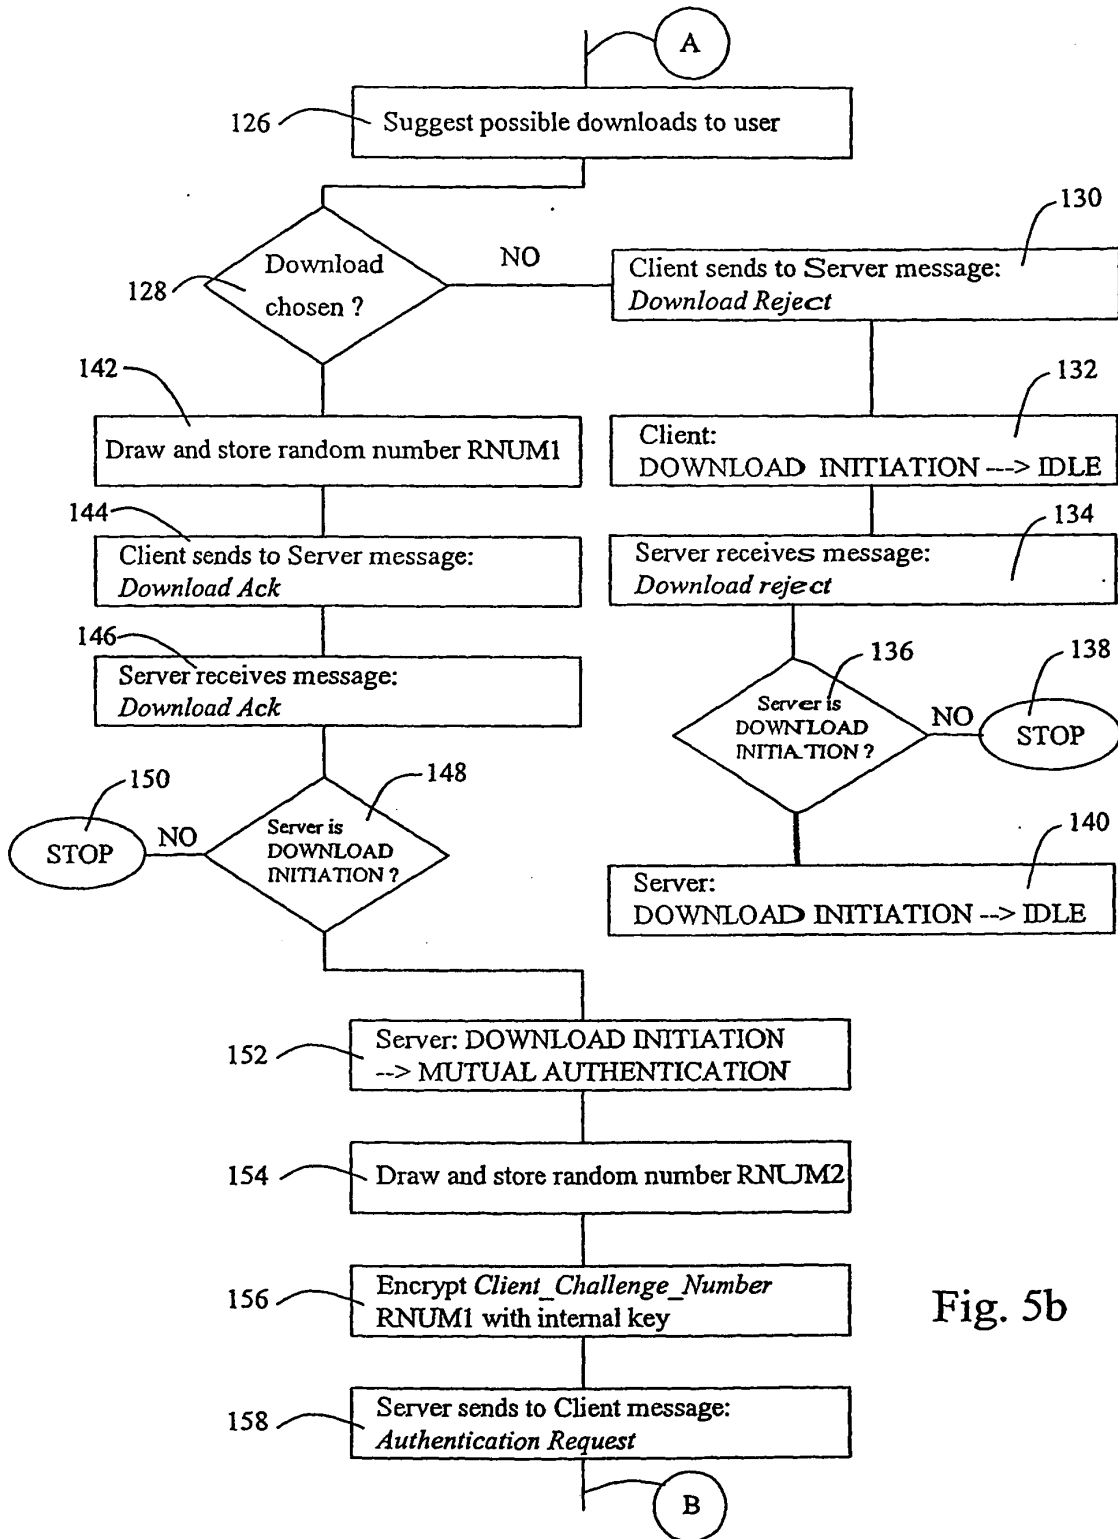 A
126
Suggest possible downloads to user
128
Download
chosen ?
NO
130
Client sends to Server message:
Download Reject
132
Client:
DOWNLOAD INITIATION ---> IDLE
134
Server receives message:
Download reject
136
Server is
DOWNLOAD
INITIATION ?
NO
138
STOP
140
Server:
DOWNLOAD INITIATION --> IDLE
142
Draw and store random number RNUM1
144
Client sends to Server message:
Download Ack
146
Server receives message:
Download Ack
148
Server is
DOWNLOAD
INITIATION ?
NO
150
STOP
152
Server: DOWNLOAD INITIATION
--> MUTUAL AUTHENTICATION
154
Draw and store random number RNUM2
156
Encrypt Client_Challenge_Number
RNUM1 with internal key
158
Server sends to Client message:
Authentication Request
B
Fig. 5b